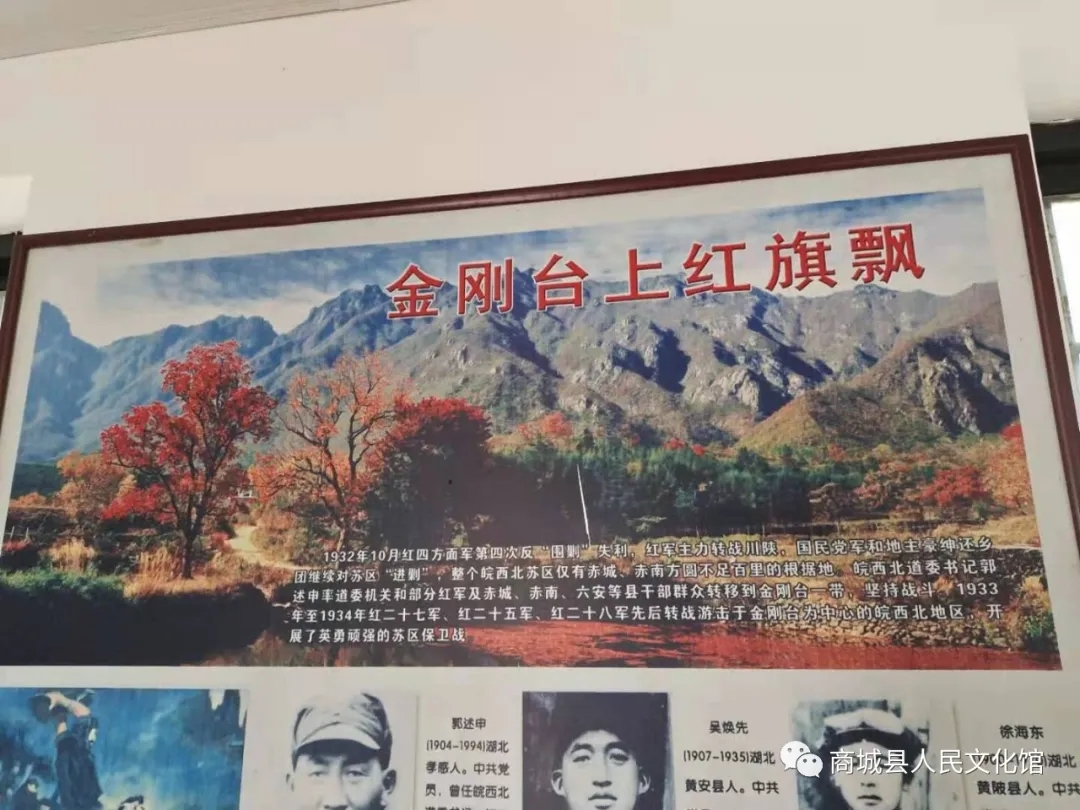 金刚台上红旗飘
1932年10月红四方面军第四次反“围剿”失利，红军主力转战川陕，国民党军和地主豪绅还乡
团继续对苏区“进剿”，整个皖西北苏区仅有赤城、赤南方圆不足百里的根据地。皖西北道委书记郭
述申率道委机关和部分红军及赤城、赤南、六安等县干部群众转移到金刚台一带，坚持战斗。1933
年至1934年红二十七军、红二十五军、红二十八军先后转战游击于金刚台为中心的皖西北地区，开
展了英勇顽强的苏区保卫战。
郭述申
(1904-1994)湖北
孝感人。中共党
员，曾任皖西北
吴焕先
(1907-1935)湖北
黄安县人。中共
徐海东
黄陂县人。中共
商城县人民文化馆